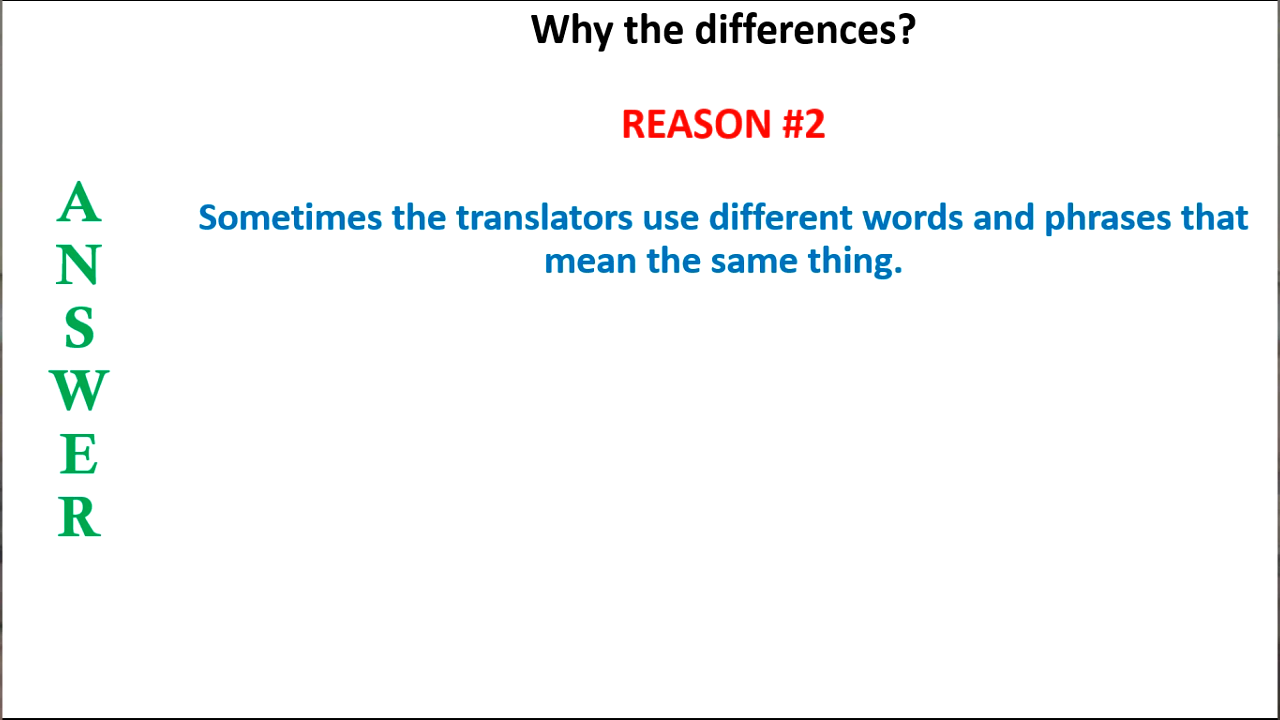 Why the differences?
REASON #2
A
N
S
W
E
R
Sometimes the translators use different words and phrases that
mean the same thing.